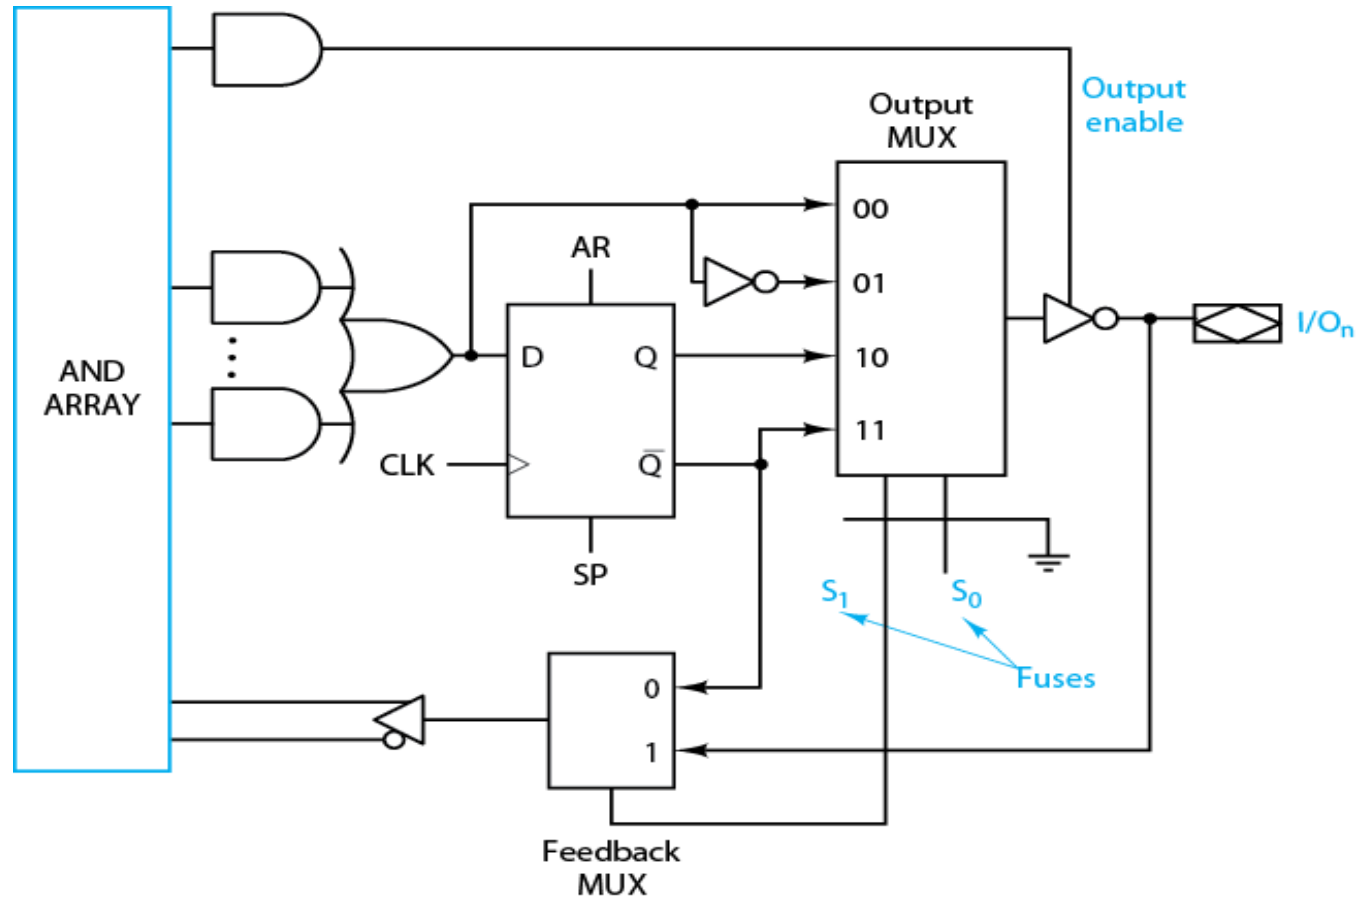 Output
enable
Output
MUX
00
AR
01
I/Oₙ
D
Q
10
AND
ARRAY
11
CLK
Q̅
SP
S₁
S₀
Fuses
0
1
Feedback
MUX